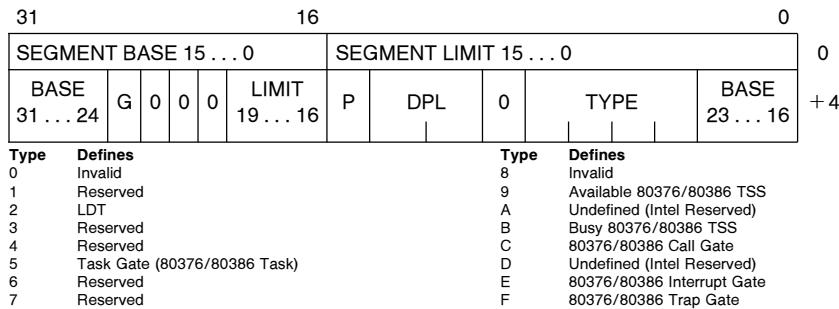 31 16 0
SEGMENT BASE 15 . . . 0 SEGMENT LIMIT 15 . . . 0 0
BASE LIMIT BASE
31 . . . 24 G 0 0 0 19 . . . 16 P DPL 0 TYPE 23 . . . 16 +4
Type Defines Type Defines
0 Invalid 8 Invalid
1 Reserved 9 Available 80376/80386 TSS
2 LDT A Undefined (Intel Reserved)
3 Reserved B Busy 80376/80386 TSS
4 Reserved C 80376/80386 Call Gate
5 Task Gate (80376/80386 Task) D Undefined (Intel Reserved)
6 Reserved E 80376/80386 Interrupt Gate
7 Reserved F 80376/80386 Trap Gate